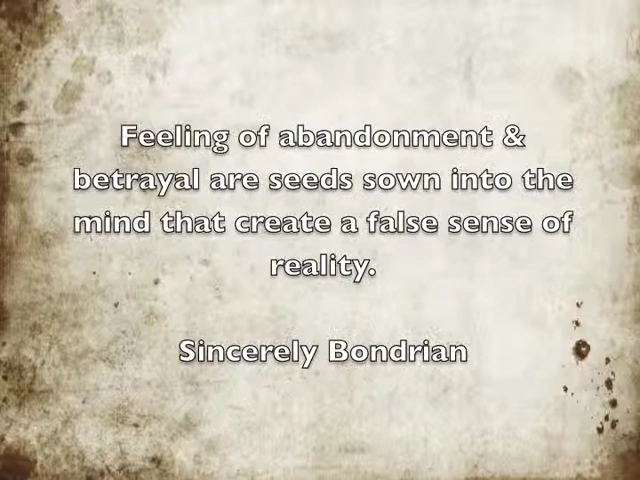 Feeling of abandonment &
betrayal are seeds sown into the
mind that create a false sense of
reality.
Sincerely Bondrian